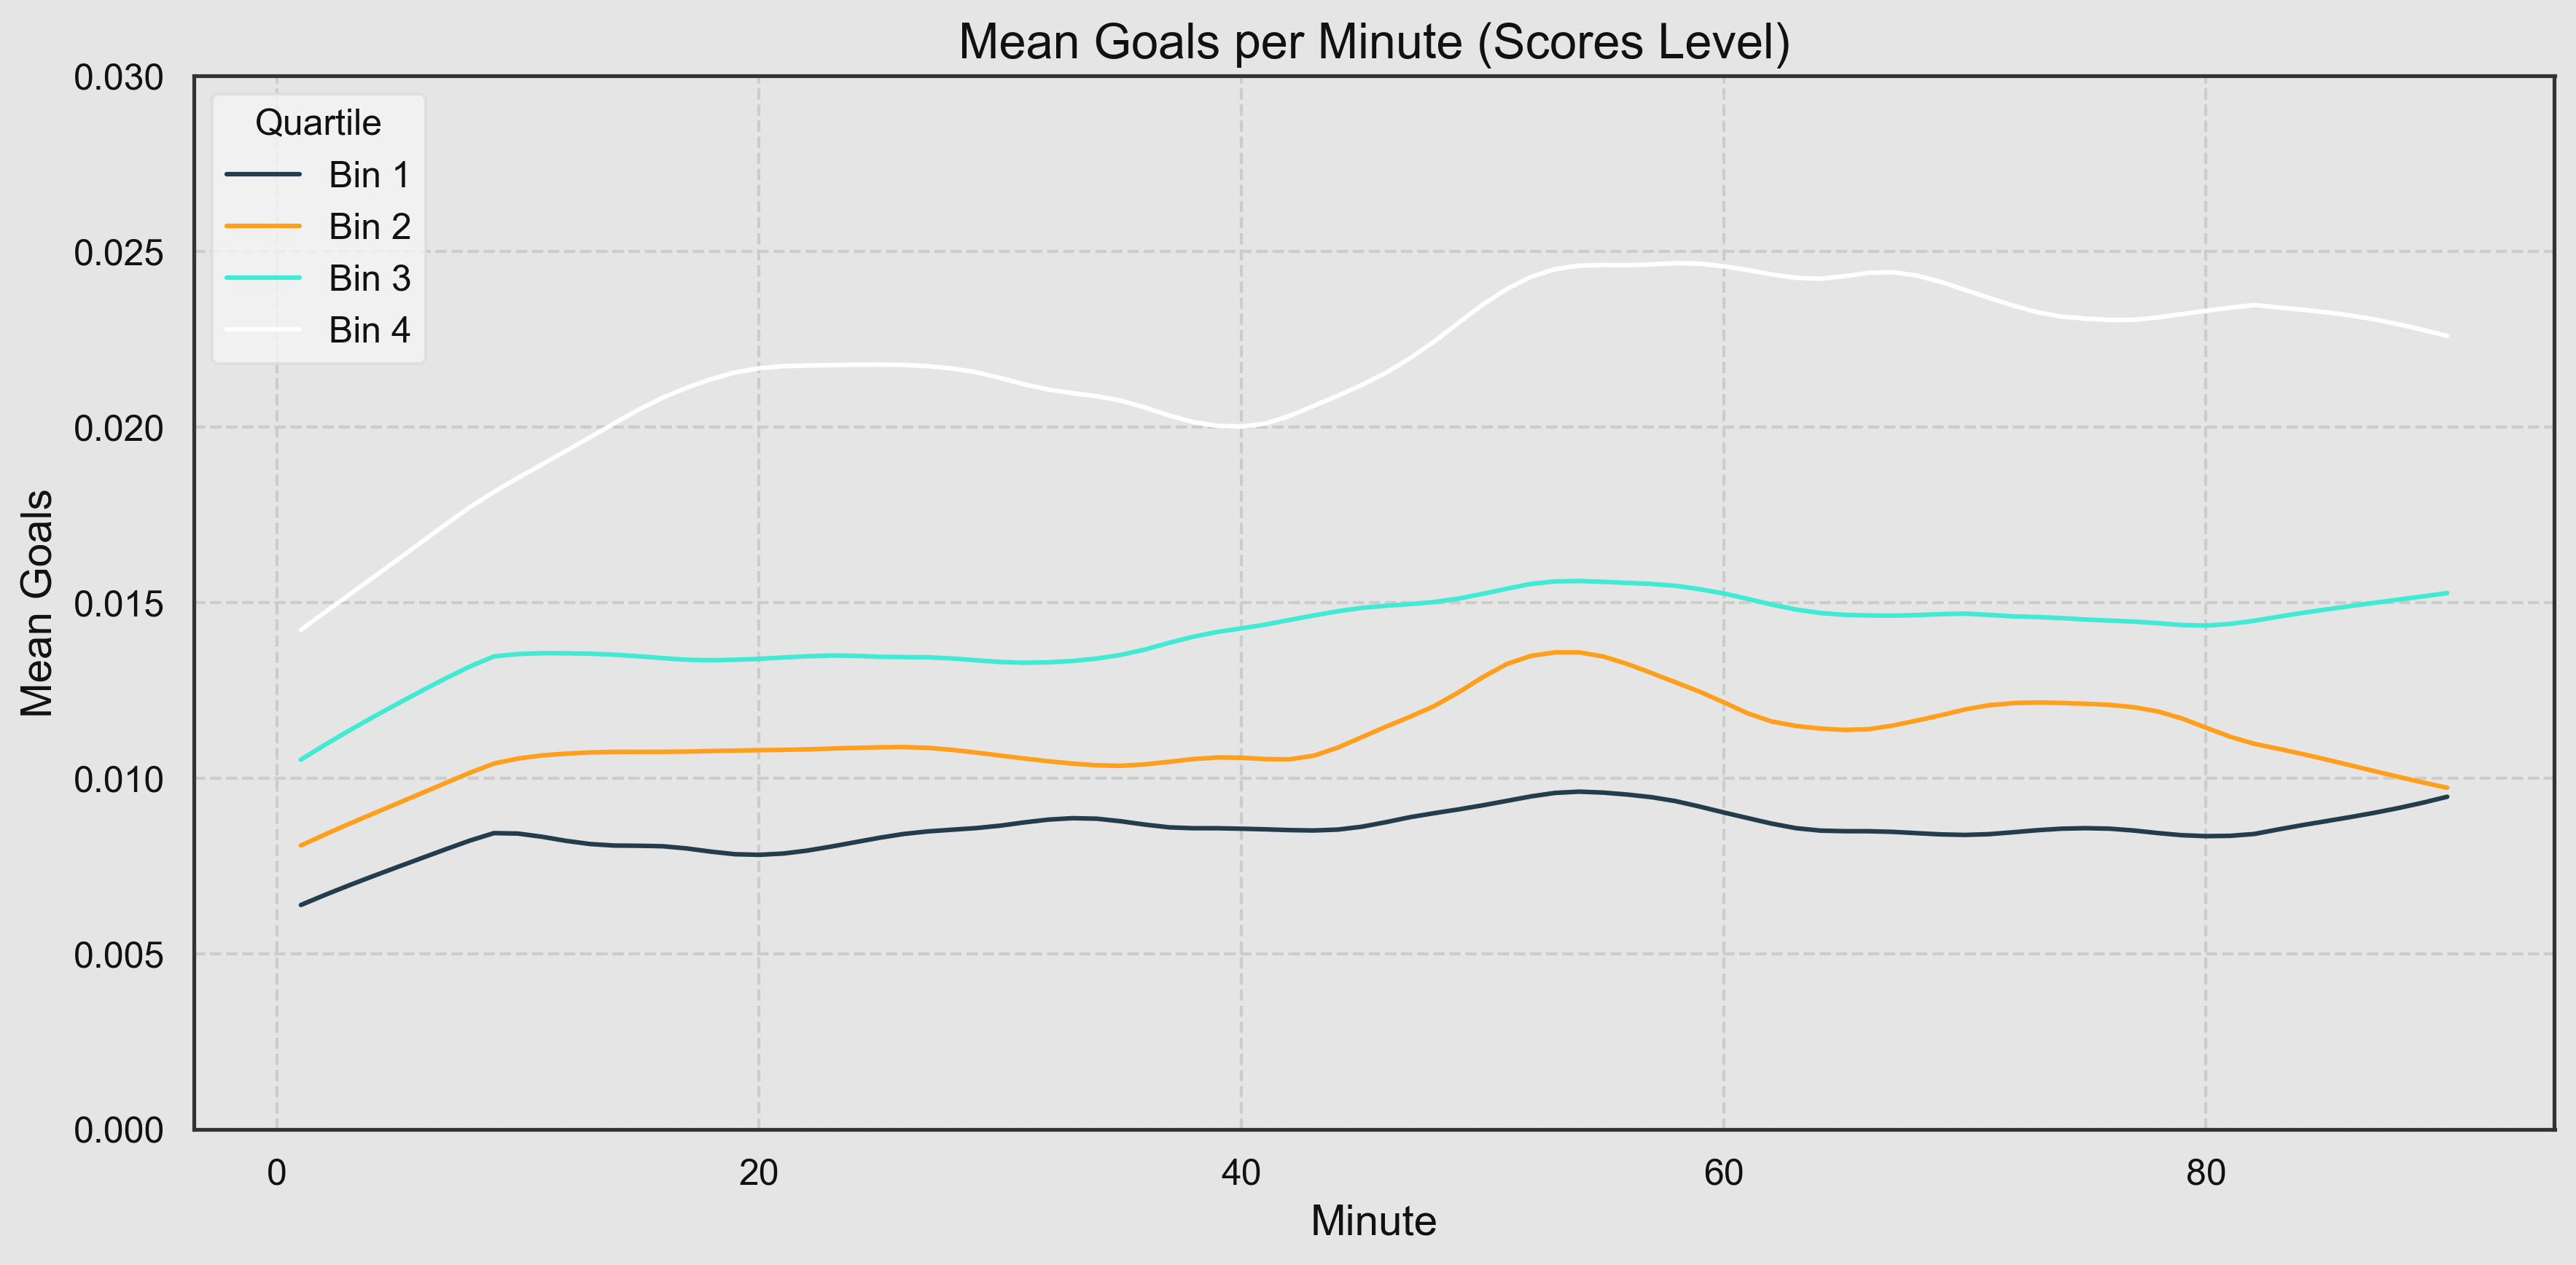 Mean Goals per Minute (Scores Level)
0.030
0.025
0.020
0.015
0.010
0.005
0.000
Mean Goals
Quartile
Bin 1
Bin 2
Bin 3
Bin 4
0 20 40 60 80
Minute